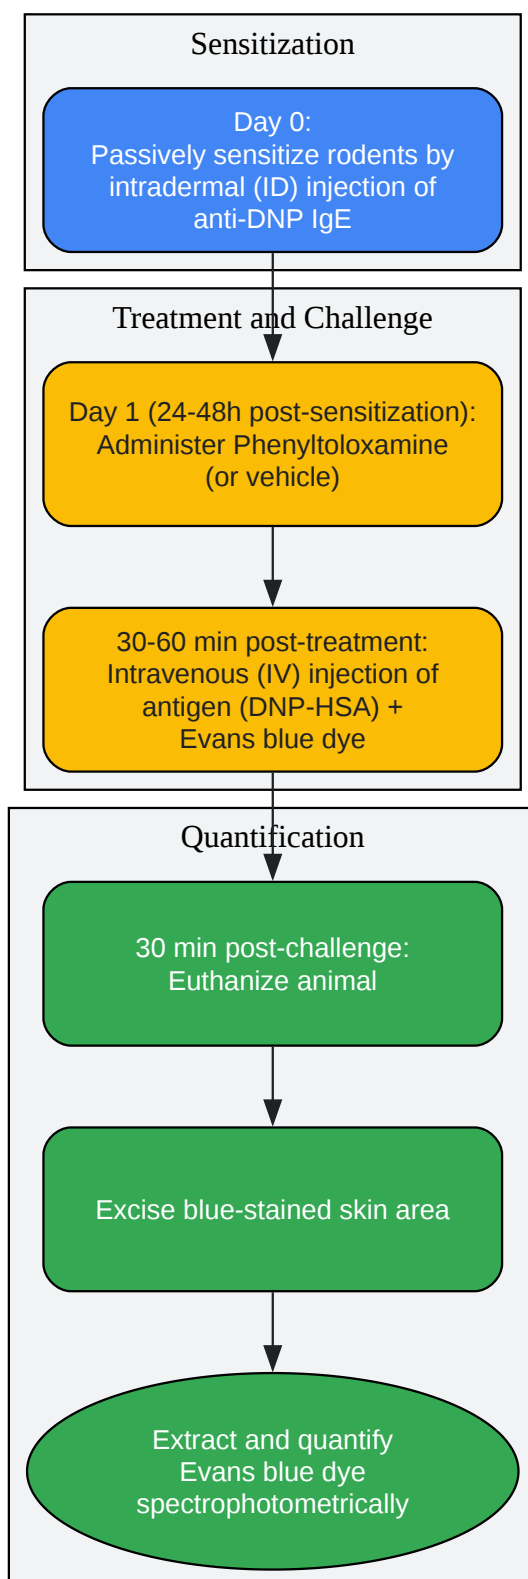 Sensitization
Day 0:
Passively sensitize rodents by
intradermal (ID) injection of
anti-DNP IgE
Treatment and Challenge
Day 1 (24-48h post-sensitization):
Administer Phenyltoloxamine
(or vehicle)
30-60 min post-treatment:
Intravenous (IV) injection of
antigen (DNP-HSA) +
Evans blue dye
Quantification
30 min post-challenge:
Euthanize animal
Excise blue-stained skin area
Extract and quantify
Evans blue dye
spectrophotometrically